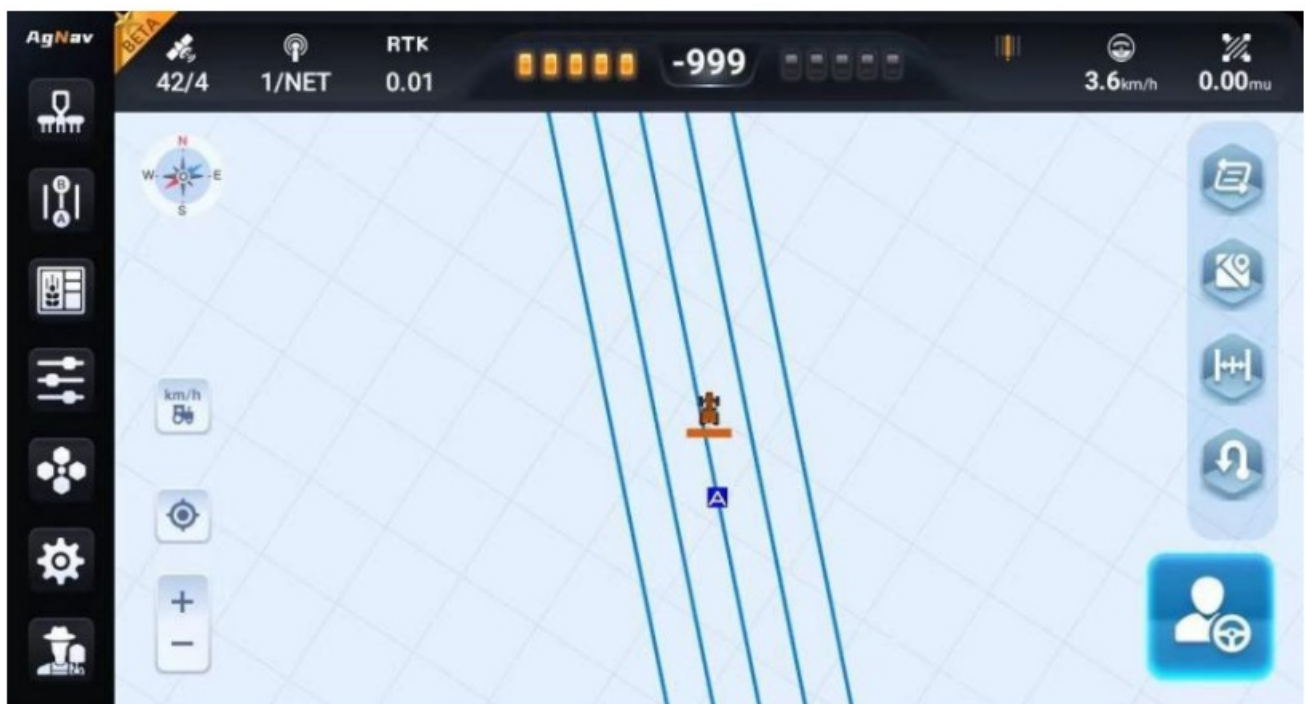 AgNav
BETA
42/4
1/NET
RTK
0.01
-999
3.6km/h
0.00mu
B
A
N
W
E
S
km/h
+
−
A